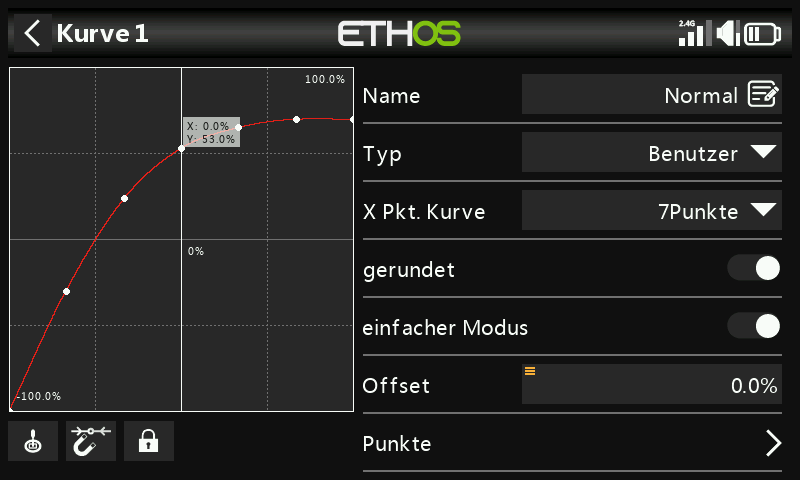 Kurve 1
ETHOS
2.4G
100.0%
X: 0.0%
Y: 53.0%
0%
-100.0%
Name
Normal
Typ
Benutzer
X Pkt. Kurve
7Punkte
gerundet
einfacher Modus
Offset
0.0%
Punkte